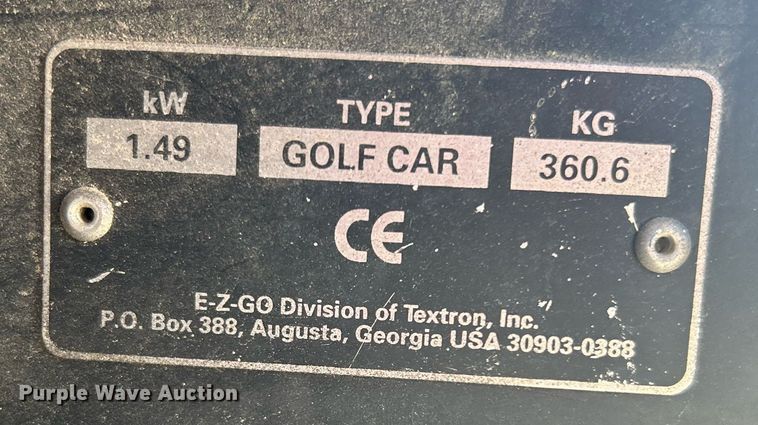 kW TYPE KG
1.49 GOLF CAR 360.6
CE
E-Z-GO Division of Textron, Inc.
P.O. Box 388, Augusta, Georgia USA 30903-0388
Purple Wave Auction